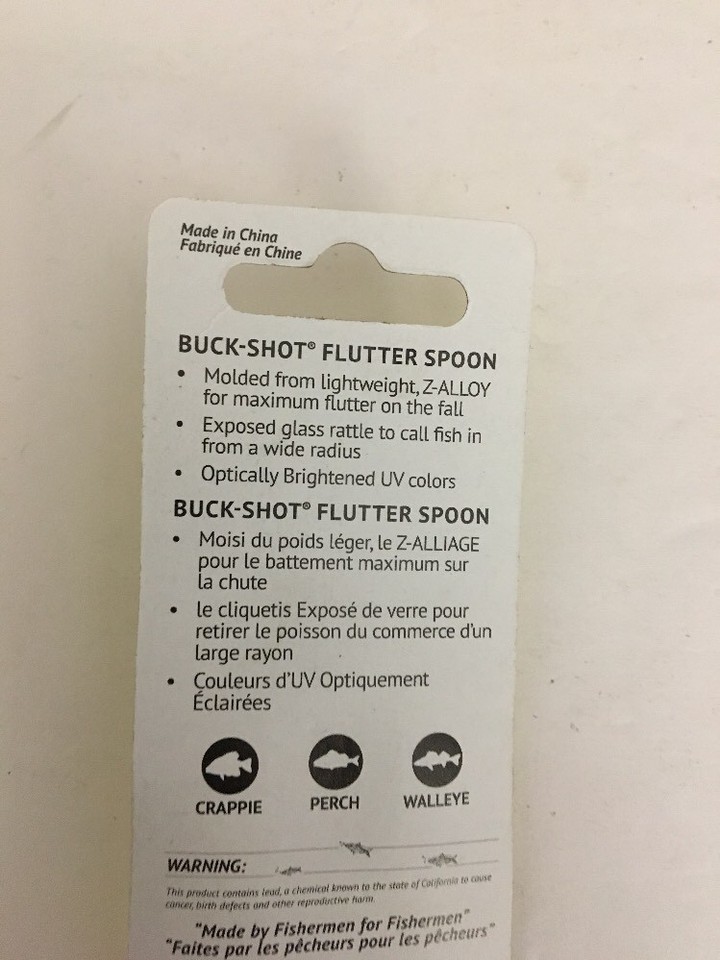 Made in China
Fabriqué en Chine
BUCK-SHOT® FLUTTER SPOON
• Molded from lightweight, Z-ALLOY
for maximum flutter on the fall
• Exposed glass rattle to call fish in
from a wide radius
• Optically Brightened UV colors
BUCK-SHOT® FLUTTER SPOON
• Moisi du poids léger, le Z-ALLIAGE
pour le battement maximum sur
la chute
• le cliquetis Exposé de verre pour
retirer le poisson du commerce d'un
large rayon
• Couleurs d'UV Optiquement
Éclairées
CRAPPIE PERCH WALLEYE
WARNING:
This product contains lead, a chemical known to the state of California to cause
cancer, birth defects and other reproductive harm.
"Made by Fishermen for Fishermen"
"Faites par les pêcheurs pour les pêcheurs"